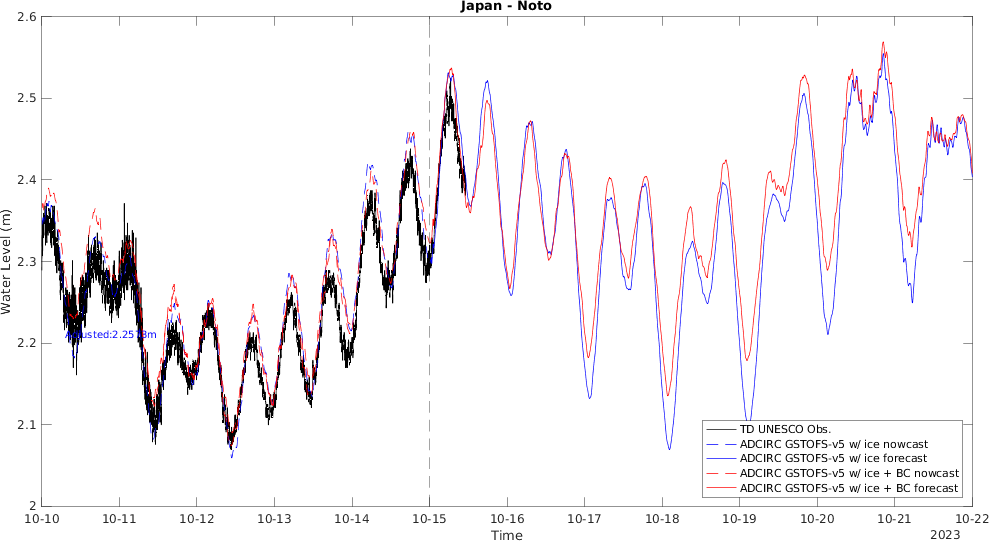 Japan - Noto
Water Level (m)
2.6
2.5
2.4
2.3
2.2
2.1
2
10-10
10-11
10-12
10-13
10-14
10-15
10-16
10-17
10-18
10-19
10-20
10-21
10-22
Time
2023
TD UNESCO Obs.
ADCIRC GSTOFS-v5 w/ ice nowcast
ADCIRC GSTOFS-v5 w/ ice forecast
ADCIRC GSTOFS-v5 w/ ice + BC nowcast
ADCIRC GSTOFS-v5 w/ ice + BC forecast